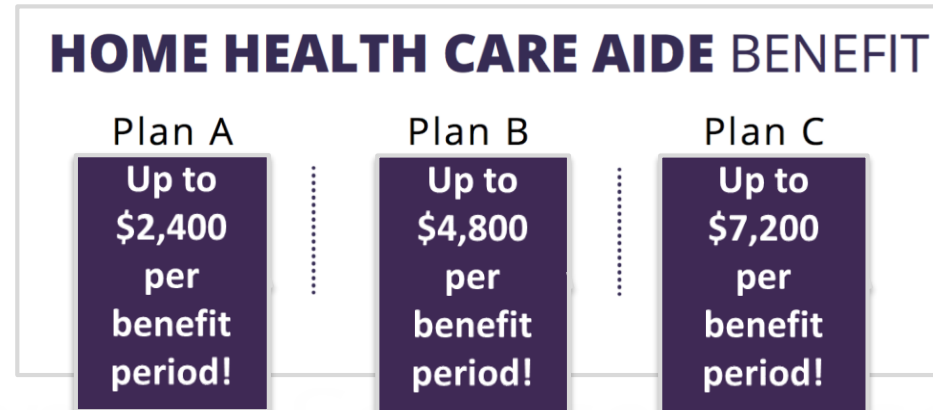 HOME HEALTH CARE AIDE BENEFIT
Plan A
Up to
$2,400
per
benefit
period!
Plan B
Up to
$4,800
per
benefit
period!
Plan C
Up to
$7,200
per
benefit
period!